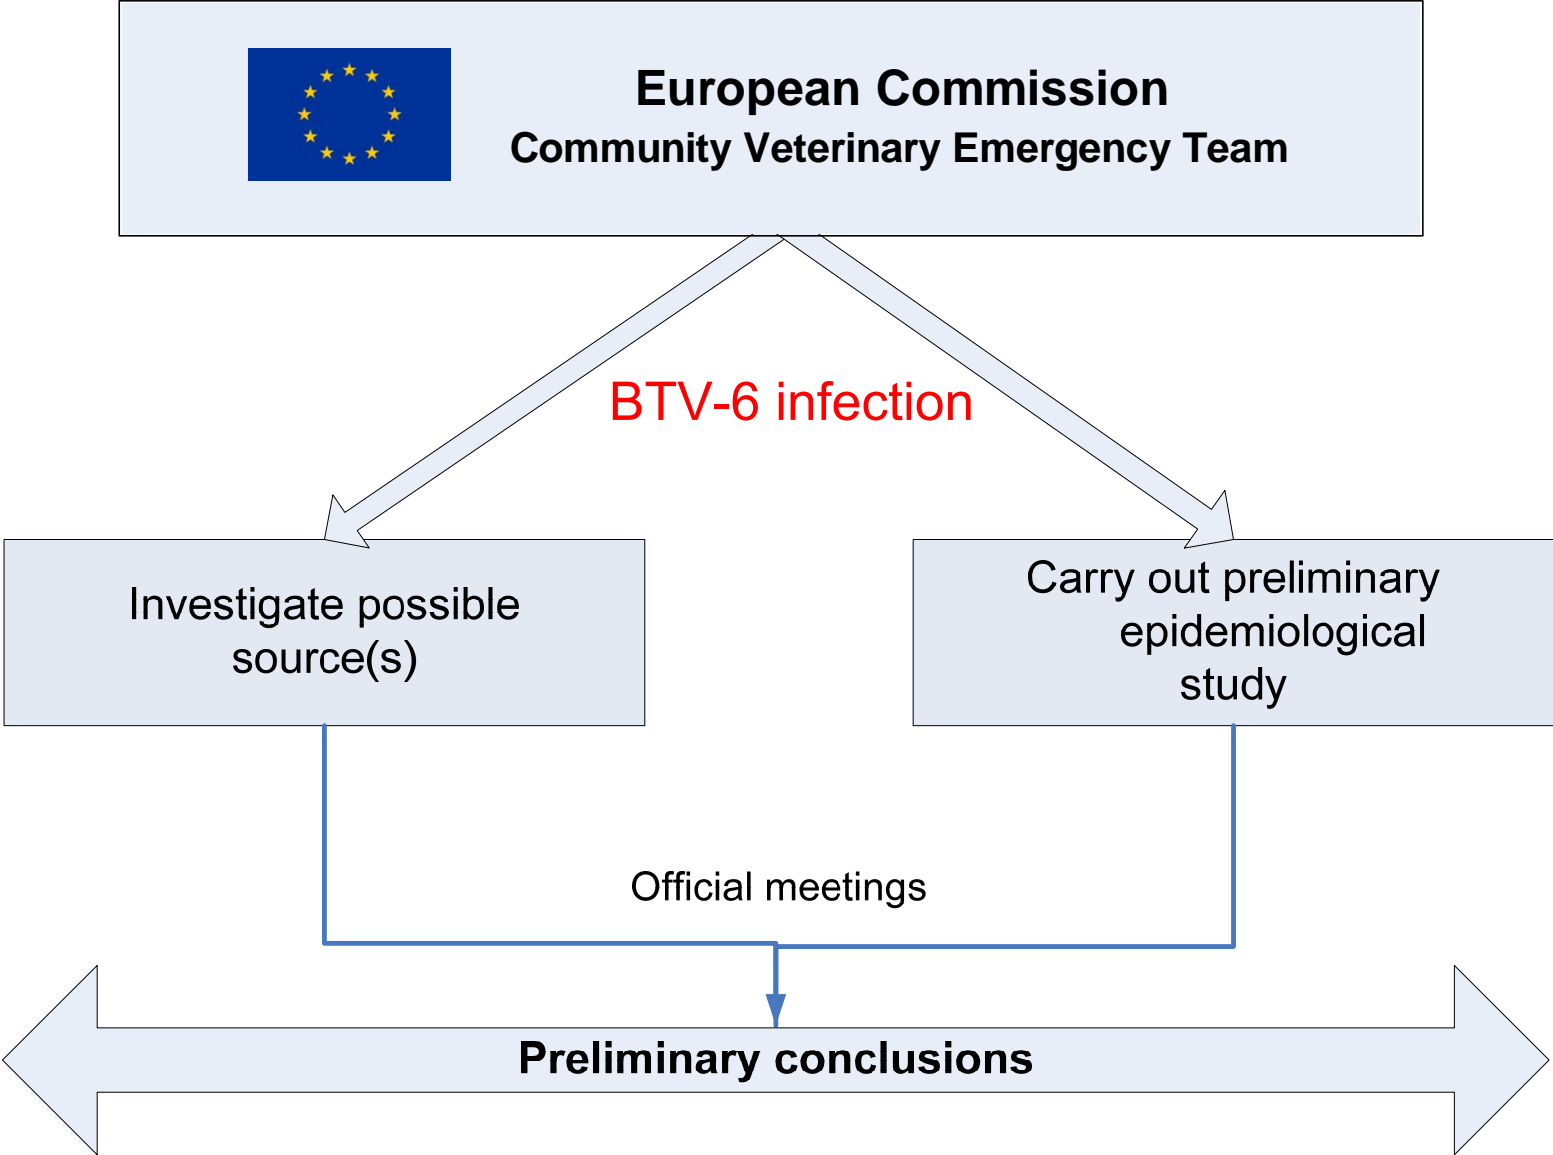 European Commission
Community Veterinary Emergency Team
BTV-6 infection
Investigate possible
source(s)
Carry out preliminary
epidemiological
study
Official meetings
Preliminary conclusions